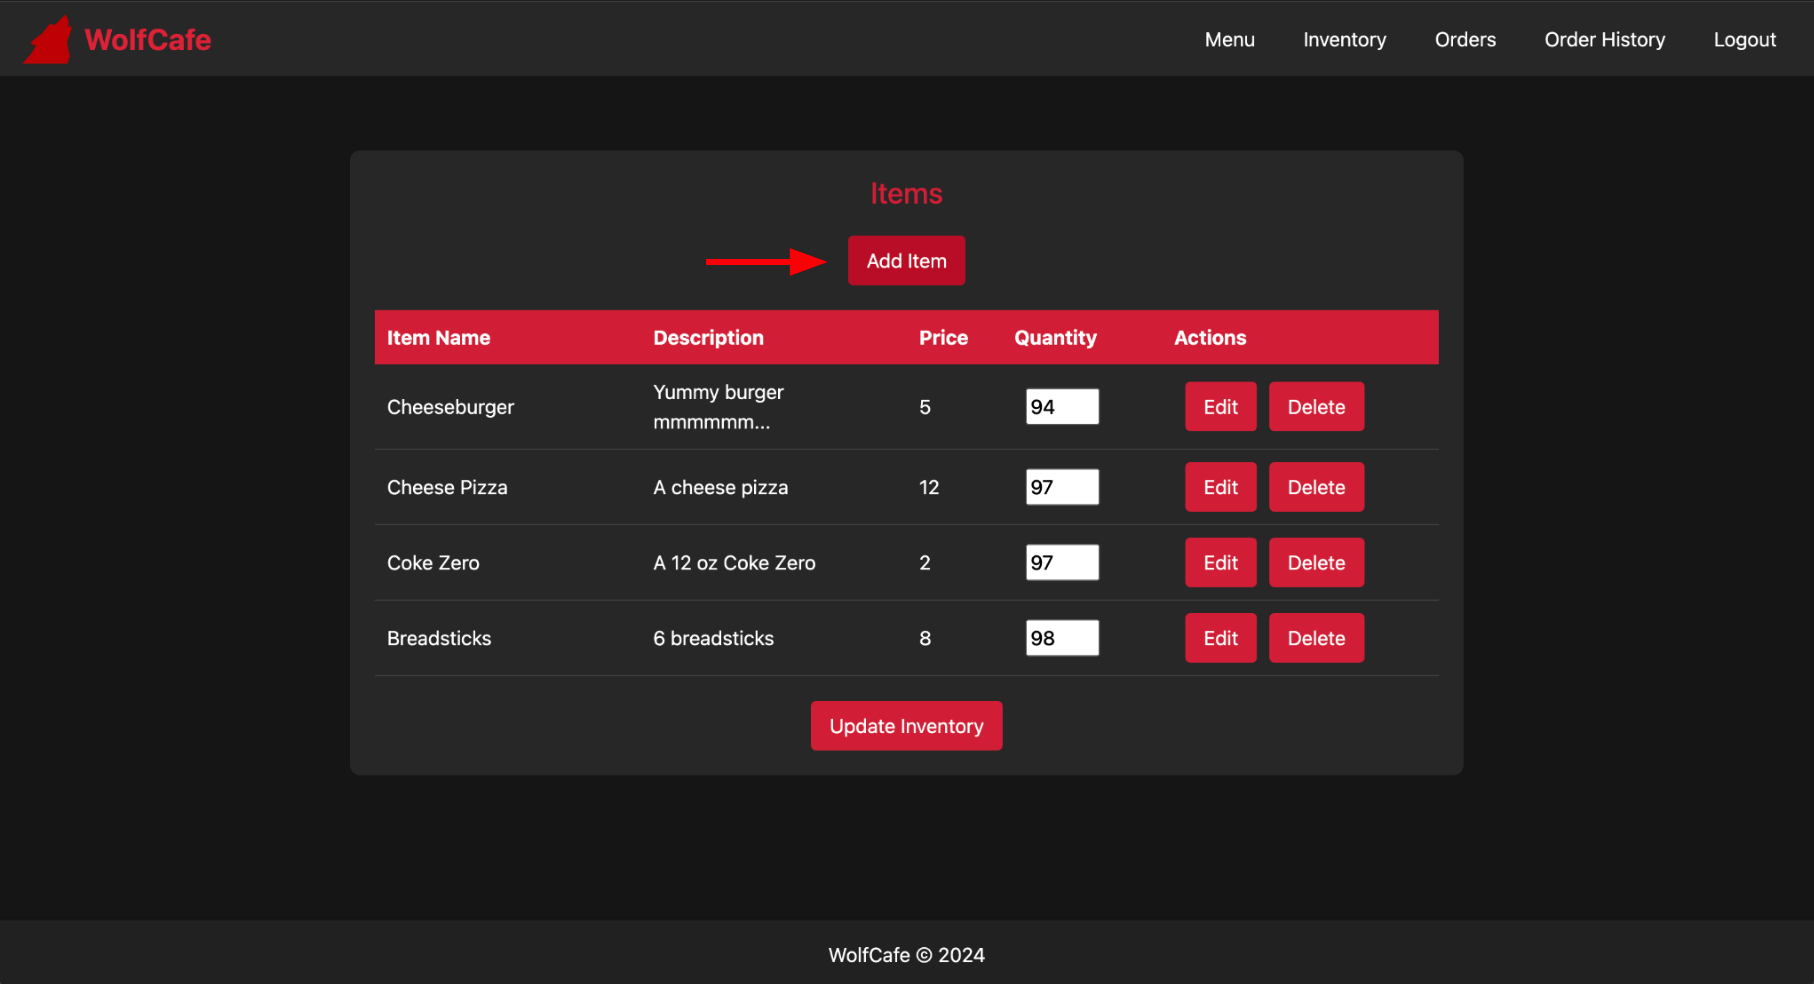 WolfCafe
Menu Inventory Orders Order History Logout
Items
Add Item
Item Name Description Price Quantity Actions
Cheeseburger Yummy burger mmmmmm... 5 94 Edit Delete
Cheese Pizza A cheese pizza 12 97 Edit Delete
Coke Zero A 12 oz Coke Zero 2 97 Edit Delete
Breadsticks 6 breadsticks 8 98 Edit Delete
Update Inventory
WolfCafe © 2024